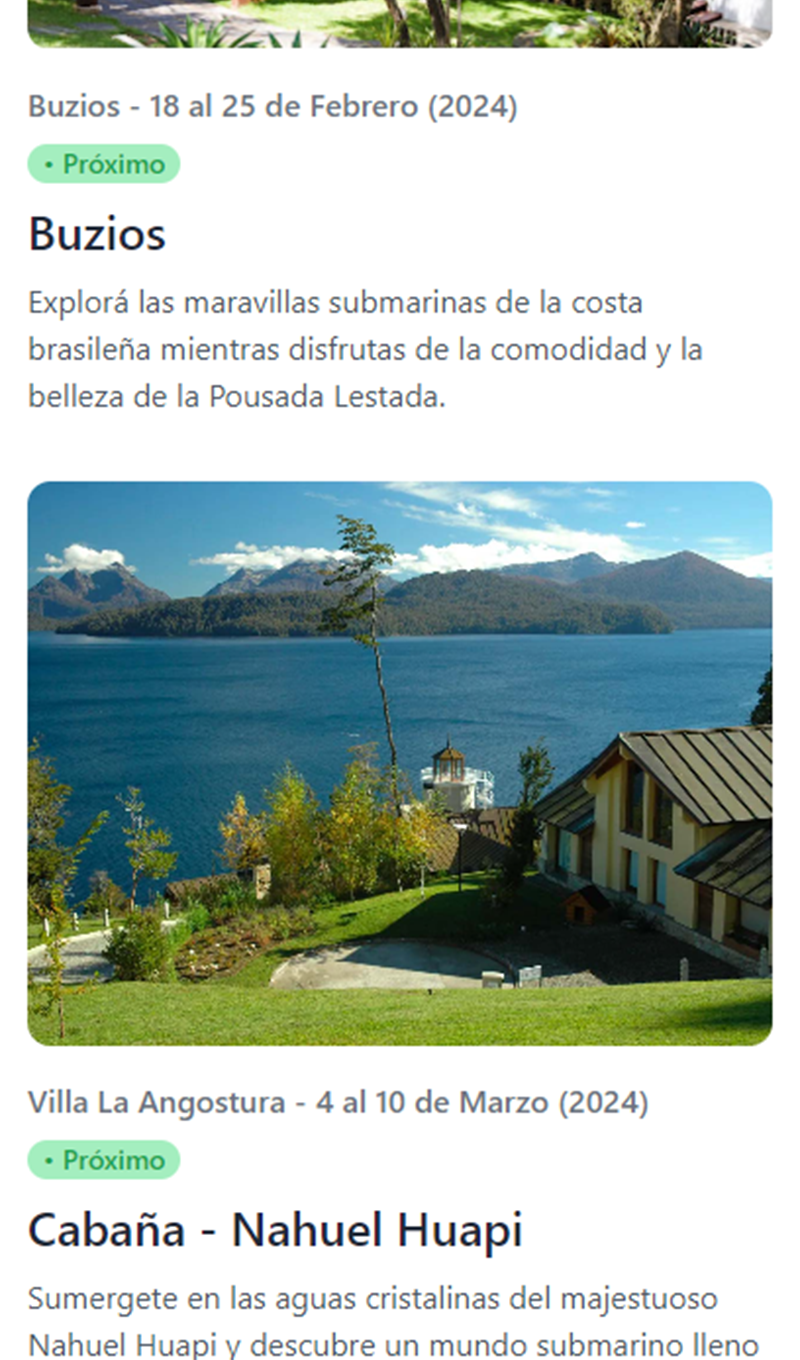 Buzios - 18 al 25 de Febrero (2024)
• Próximo
Buzios
Explorá las maravillas submarinas de la costa
brasileña mientras disfrutas de la comodidad y la
belleza de la Pousada Lestada.
Villa La Angostura - 4 al 10 de Marzo (2024)
• Próximo
Cabaña - Nahuel Huapi
Sumergete en las aguas cristalinas del majestuoso
Nahuel Huapi y descubre un mundo submarino lleno